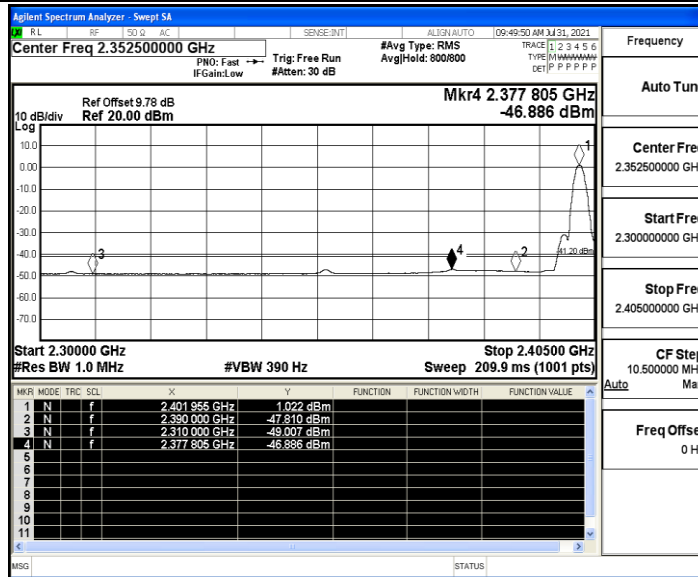 Agilent Spectrum Analyzer - Swept SA
RL RF 50 Ω AC SENSE:INT ALIGN AUTO 09:49:50 AM Jul 31, 2021
Center Freq 2.352500000 GHz
PNO: Fast
IFGain:Low
Trig: Free Run
#Atten: 30 dB
#Avg Type: RMS
Avg|Hold: 800/800
TRACE 1 2 3 4 5 6
TYPE M
DET P P P P P P
Frequency
Auto Tun
Center Fre
2.352500000 GH
Start Fre
2.300000000 GH
Stop Fre
2.405000000 GH
CF Step
10.500000 MH
Auto Ma
Freq Offse
0 H
Mkr4 2.377 805 GHz
-46.886 dBm
Ref Offset 9.78 dB
10 dB/div Ref 20.00 dBm
Log
10.0
0.00
-10.0
-20.0
-30.0
-40.0
-50.0
-60.0
-70.0
1
2
3
4
-41.20 dBm
Start 2.30000 GHz Stop 2.40500 GHz
#Res BW 1.0 MHz #VBW 390 Hz Sweep 209.9 ms (1001 pts)
MKR MODE TRC SCL X Y FUNCTION FUNCTION WIDTH FUNCTION VALUE
1 N f 2.401 955 GHz 1.022 dBm
2 N f 2.390 000 GHz -47.810 dBm
3 N f 2.310 000 GHz -49.007 dBm
4 N f 2.377 805 GHz -46.886 dBm
5
6
7
8
9
10
11
MSG STATUS